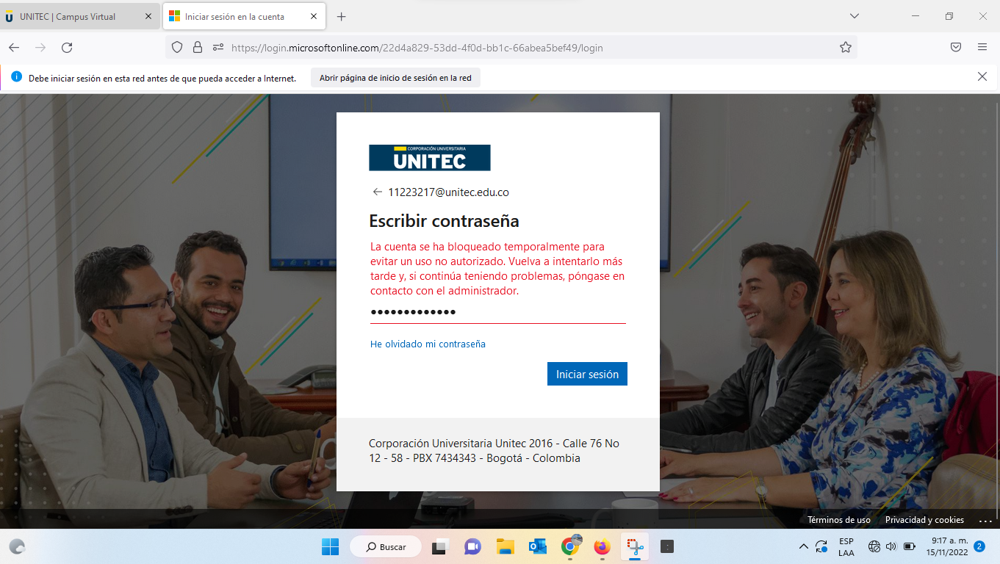 UNITEC | Campus Virtual
Iniciar sesión en la cuenta
https://login.microsoftonline.com/22d4a829-53dd-4f0d-bb1c-66abea5bef49/login
Debe iniciar sesión en esta red antes de que pueda acceder a Internet.
Abrir página de inicio de sesión en la red
CORPORACIÓN UNIVERSITARIA
UNITEC
11223217@unitec.edu.co
Escribir contraseña
La cuenta se ha bloqueado temporalmente para
evitar un uso no autorizado. Vuelva a intentarlo más
tarde y, si continúa teniendo problemas, póngase en
contacto con el administrador.
•••••••••••••
He olvidado mi contraseña
Iniciar sesión
Corporación Universitaria Unitec 2016 - Calle 76 No
12 - 58 - PBX 7434343 - Bogotá - Colombia
Términos de uso
Privacidad y cookies
...
Buscar
ESP
LAA
9:17 a. m.
15/11/2022
2